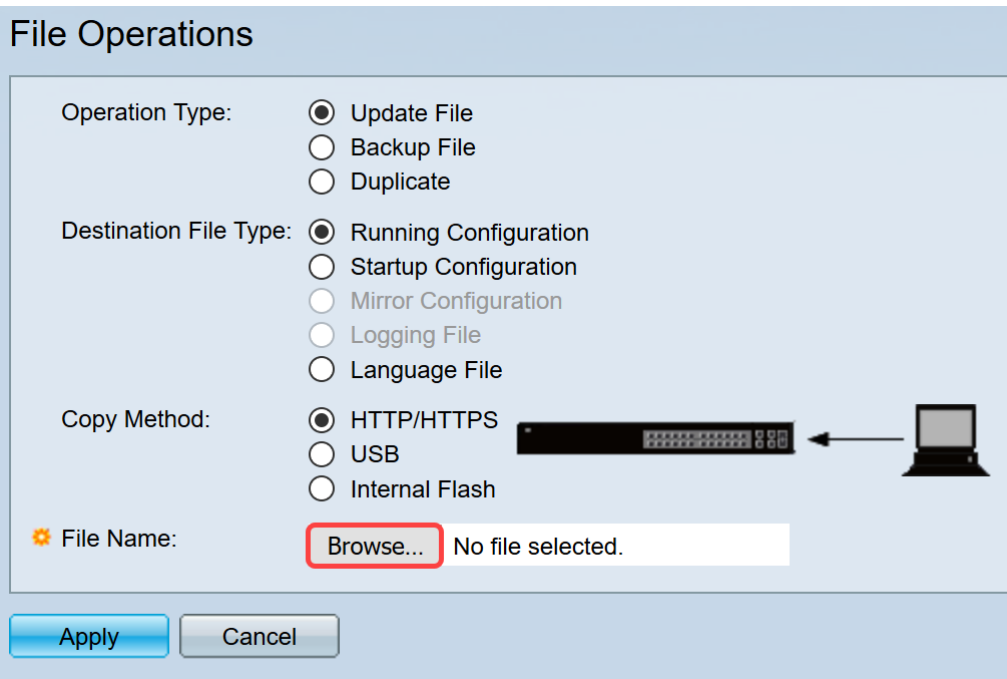 File Operations
Operation Type: Update File
Backup File
Duplicate
Destination File Type: Running Configuration
Startup Configuration
Mirror Configuration
Logging File
Language File
Copy Method: HTTP/HTTPS
USB
Internal Flash
File Name: Browse... No file selected.
Apply Cancel